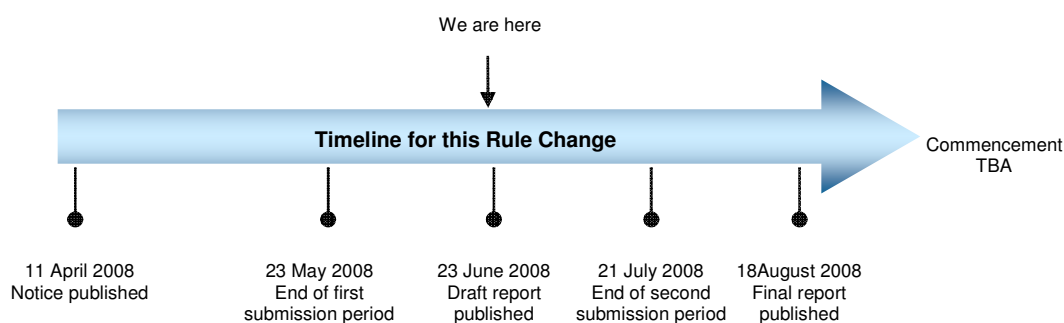 We are here
Timeline for this Rule Change
Commencement
TBA
11 April 2008
Notice published
23 May 2008
End of first
submission period
23 June 2008
Draft report
published
21 July 2008
End of second
submission period
18August 2008
Final report
published